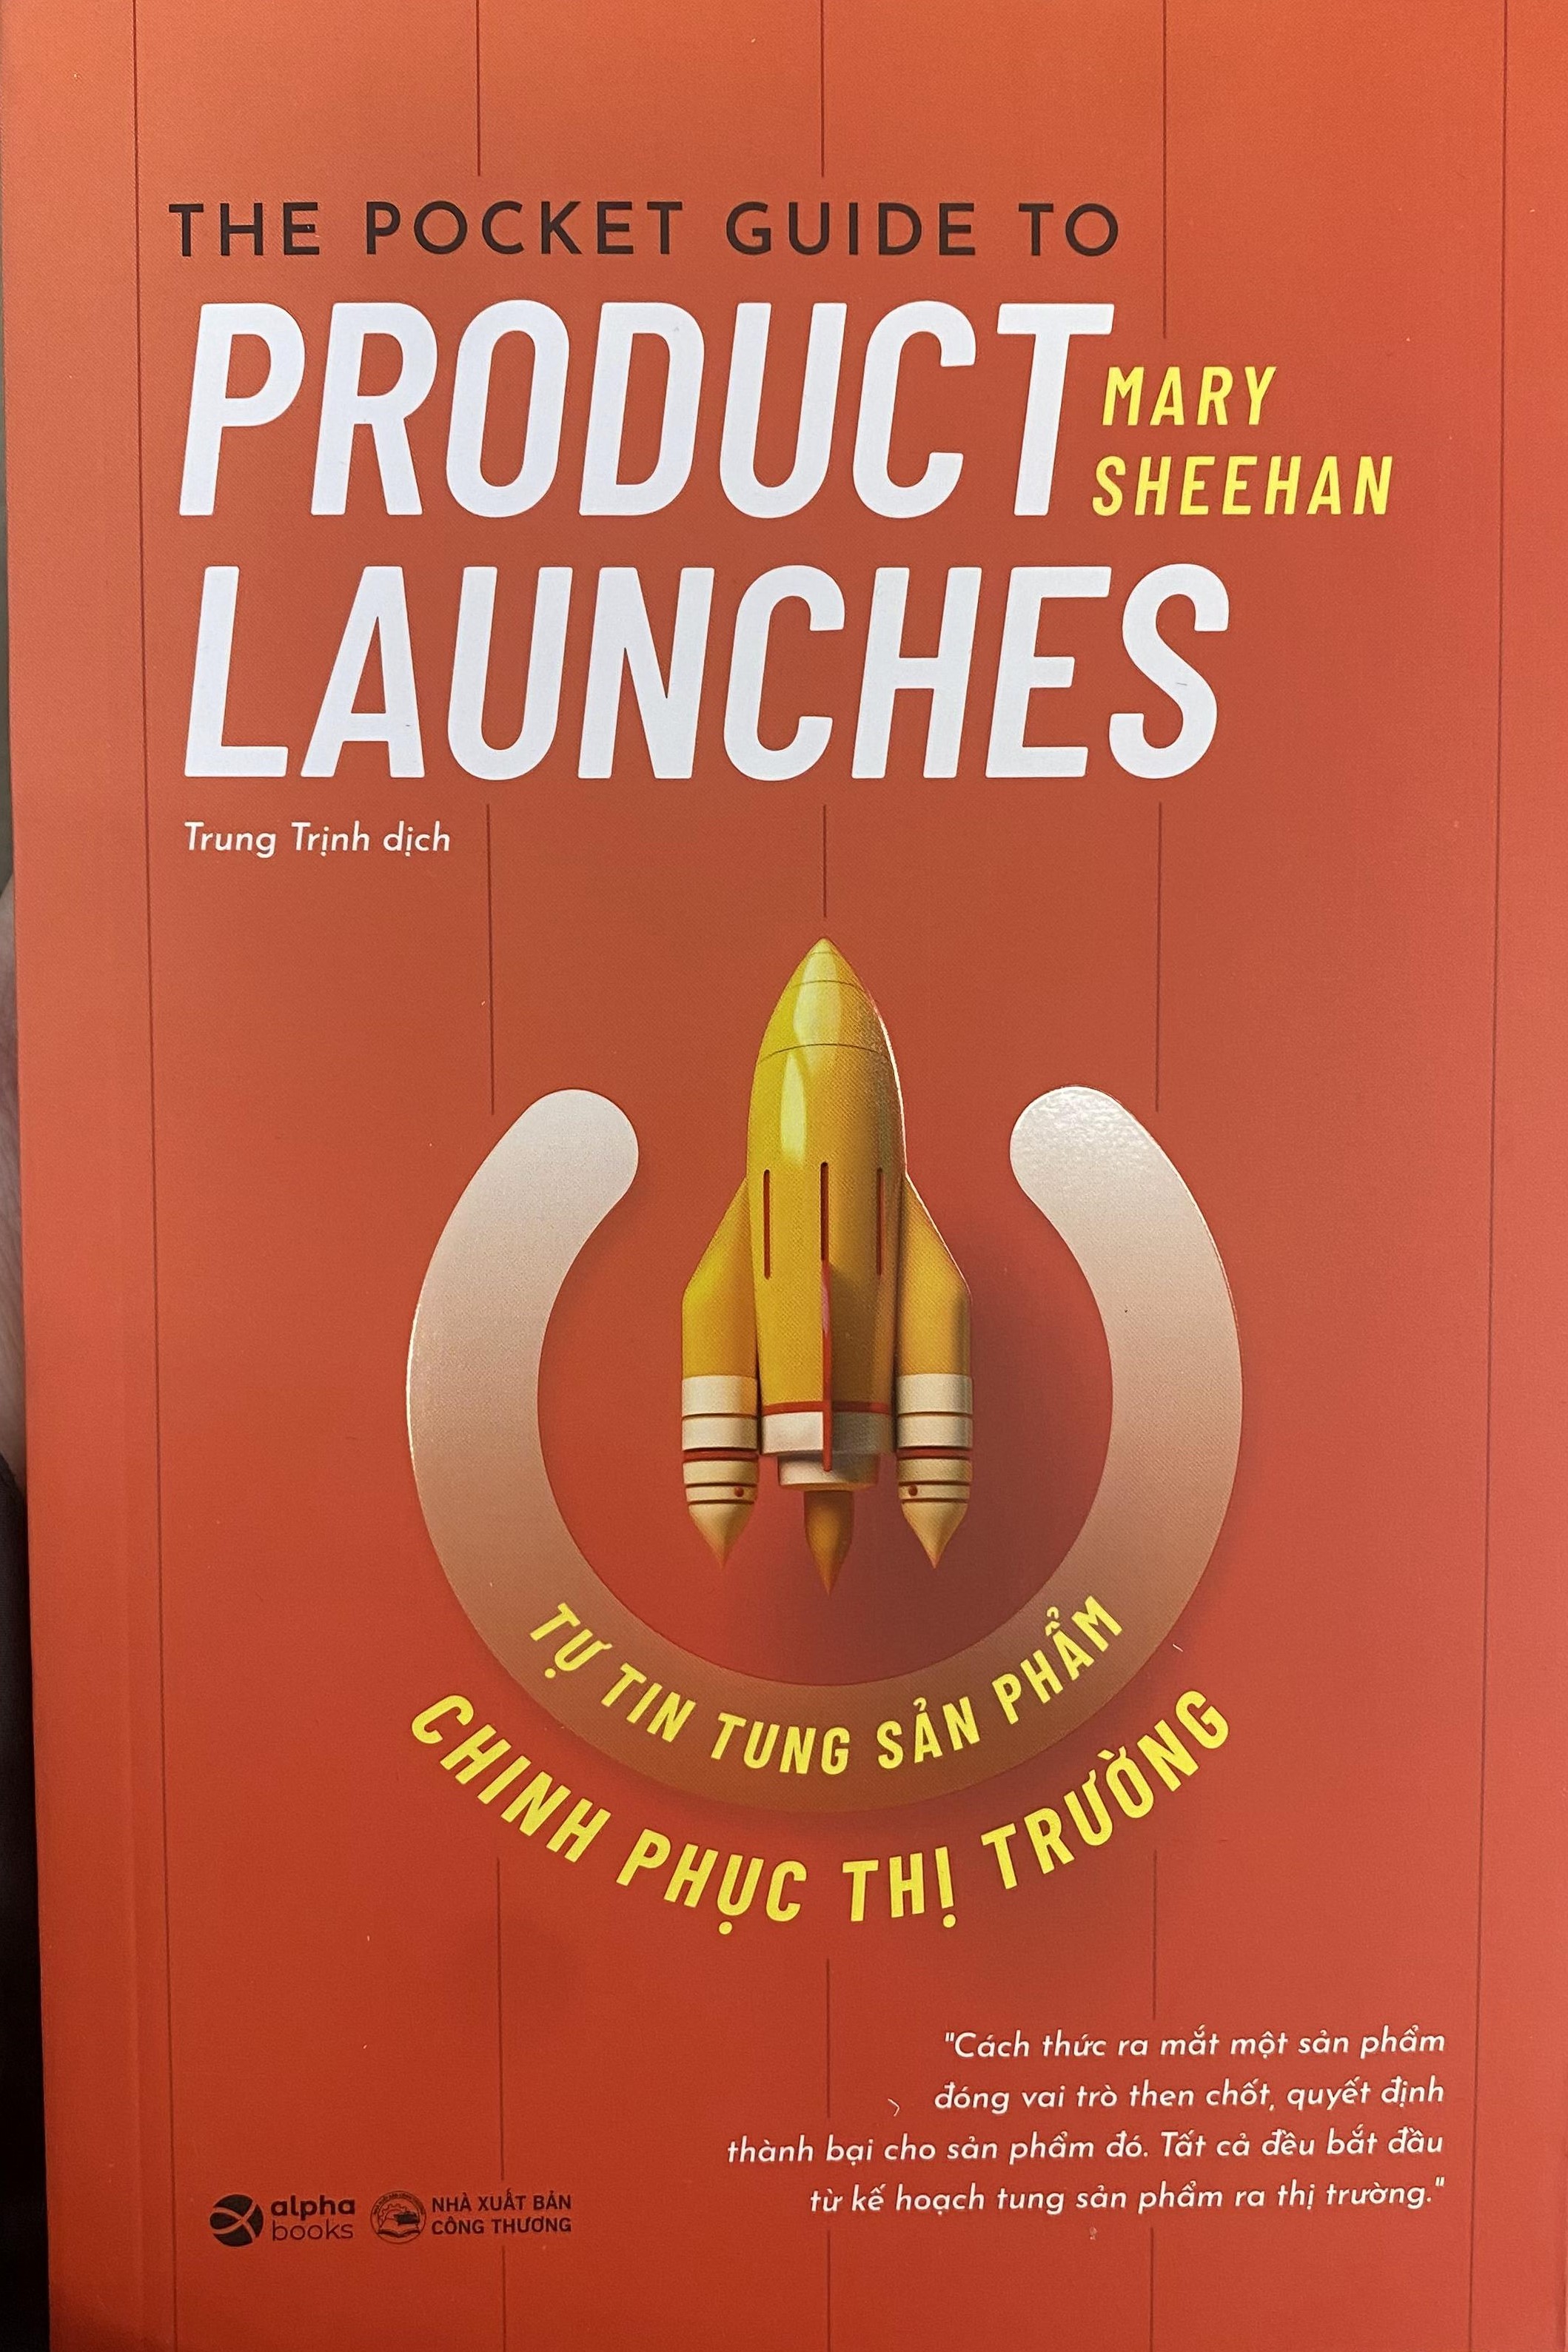 THE POCKET GUIDE TO
PRODUCT
MARY
SHEEHAN
LAUNCHES
Trung Trịnh dịch
TỰ TIN TUNG SẢN PHẨM
CHINH PHỤC THỊ TRƯỜNG
"Cách thức ra mắt một sản phẩm
đóng vai trò then chốt, quyết định
thành bại cho sản phẩm đó. Tất cả đều bắt đầu
từ kế hoạch tung sản phẩm ra thị trường."
alpha
books
NHÀ XUẤT BẢN
CÔNG THƯƠNG